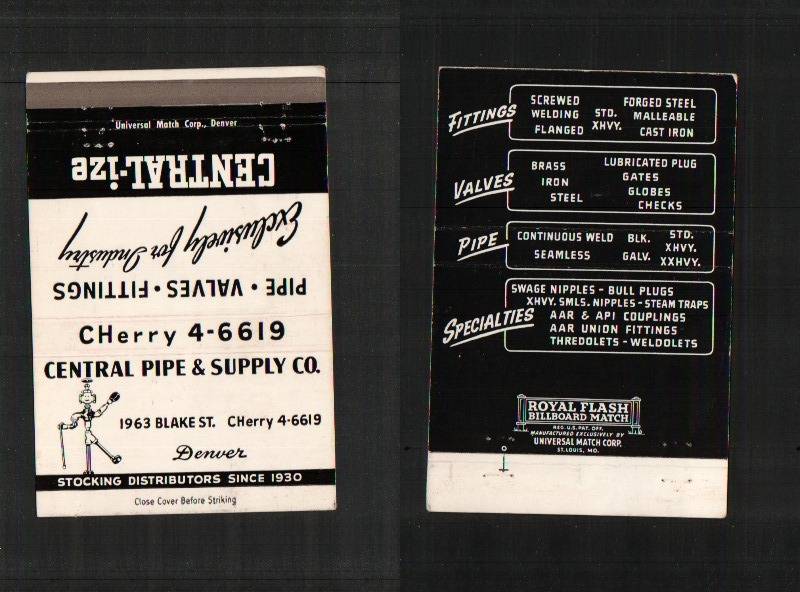 Universal Match Corp., Denver
CENTRAL-ize
Exclusively for Industry
PIPE • VALVES • FITTINGS
CHerry 4-6619
CENTRAL PIPE & SUPPLY CO.
1963 BLAKE ST. CHerry 4-6619
Denver
STOCKING DISTRIBUTORS SINCE 1930
Close Cover Before Striking
FITTINGS
SCREWED
WELDING
FLANGED
STD.
XHVY.
FORGED STEEL
MALLEABLE
CAST IRON
VALVES
BRASS
IRON
STEEL
LUBRICATED PLUG
GATES
GLOBES
CHECKS
PIPE
CONTINUOUS WELD
SEAMLESS
BLK.
GALV.
STD.
XHVY.
XXHVY.
SPECIALTIES
SWAGE NIPPLES - BULL PLUGS
XHVY. SMLS. NIPPLES - STEAM TRAPS
AAR & API COUPLINGS
AAR UNION FITTINGS
THREDOLETS - WELDOLETS
ROYAL FLASH
BILLBOARD MATCH
REG. U.S. PAT. OFF.
MANUFACTURED EXCLUSIVELY BY
UNIVERSAL MATCH CORP.
ST. LOUIS, MO.